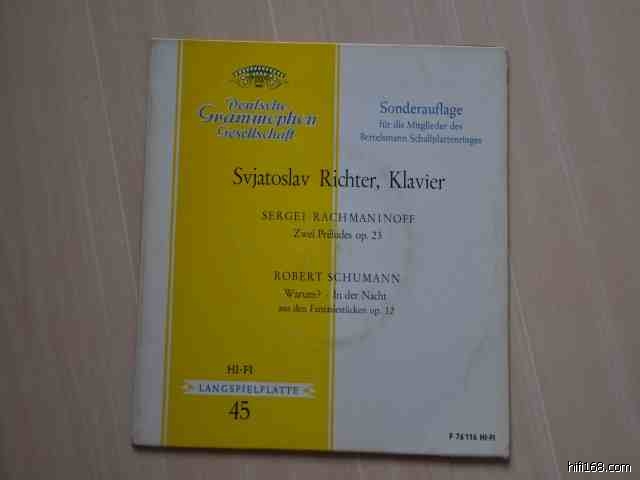 Deutsche
Grammophon
Gesellschaft
Sonderauflage
für die Mitglieder des
Bertelsmann Schallplattenringes
Svjatoslav Richter, Klavier
SERGEI RACHMANINOFF
Zwei Préludes op. 23
ROBERT SCHUMANN
Warum? · In der Nacht
aus den Fantasiestücken op. 12
HI-FI
LANGSPIELPLATTE
45
F 76116 HI-FI
hifi168.com